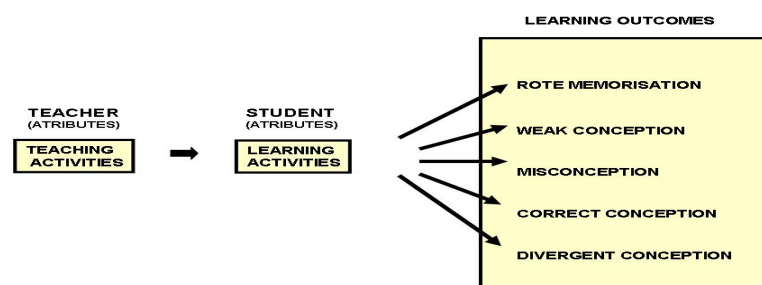 LEARNING OUTCOMES
TEACHER
(ATRIBUTES)
TEACHING
ACTIVITIES
STUDENT
(ATRIBUTES)
LEARNING
ACTIVITIES
ROTE MEMORISATION
WEAK CONCEPTION
MISCONCEPTION
CORRECT CONCEPTION
DIVERGENT CONCEPTION